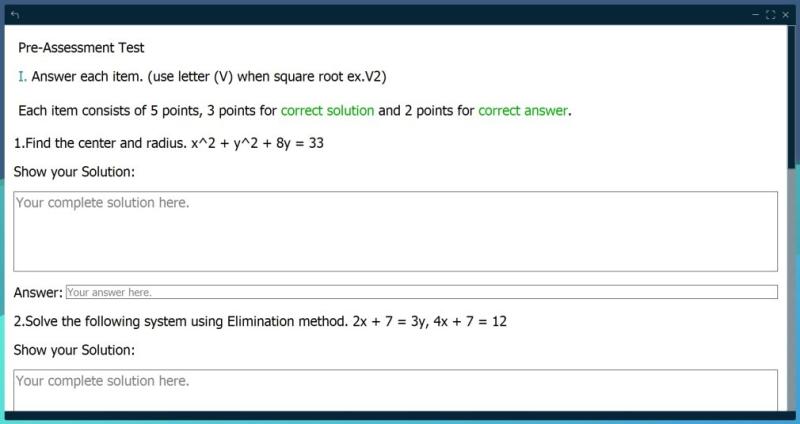 Pre-Assessment Test
I. Answer each item. (use letter (V) when square root ex.V2)
Each item consists of 5 points, 3 points for correct solution and 2 points for correct answer.
1.Find the center and radius. x^2 + y^2 + 8y = 33
Show your Solution:
Your complete solution here.
Answer: Your answer here.
2.Solve the following system using Elimination method. 2x + 7 = 3y, 4x + 7 = 12
Show your Solution:
Your complete solution here.